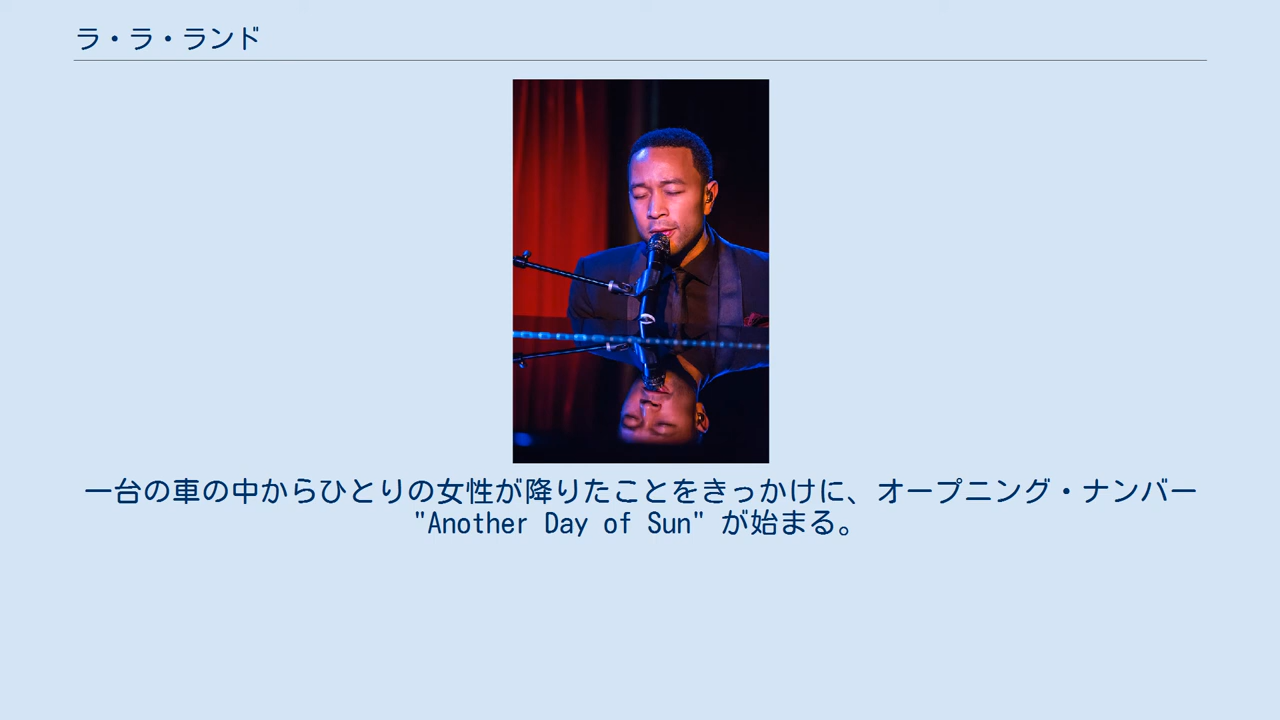 ラ・ラ・ランド
一台の車の中からひとりの女性が降りたことをきっかけに、オープニング・ナンバー
"Another Day of Sun" が始まる。